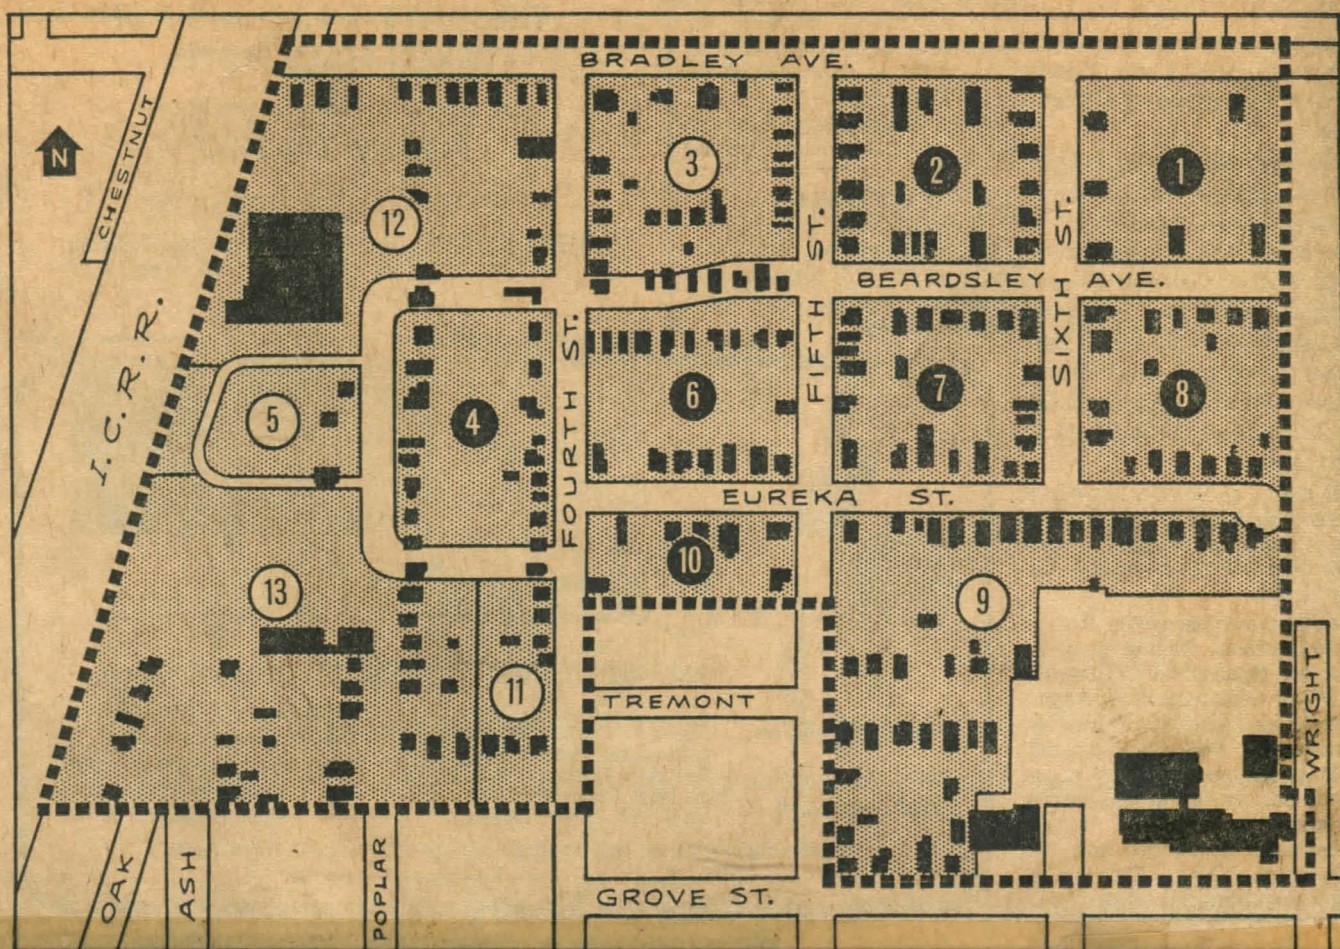 BRADLEY AVE.
N
CHESTNUT
3
2
1
12
FIFTH ST.
SIXTH ST.
BEARDSLEY AVE.
I.C.R.R.
FOURTH ST.
5
4
6
7
8
EUREKA ST.
10
13
9
11
TREMONT
WRIGHT
OAK
ASH
POPLAR
GROVE ST.